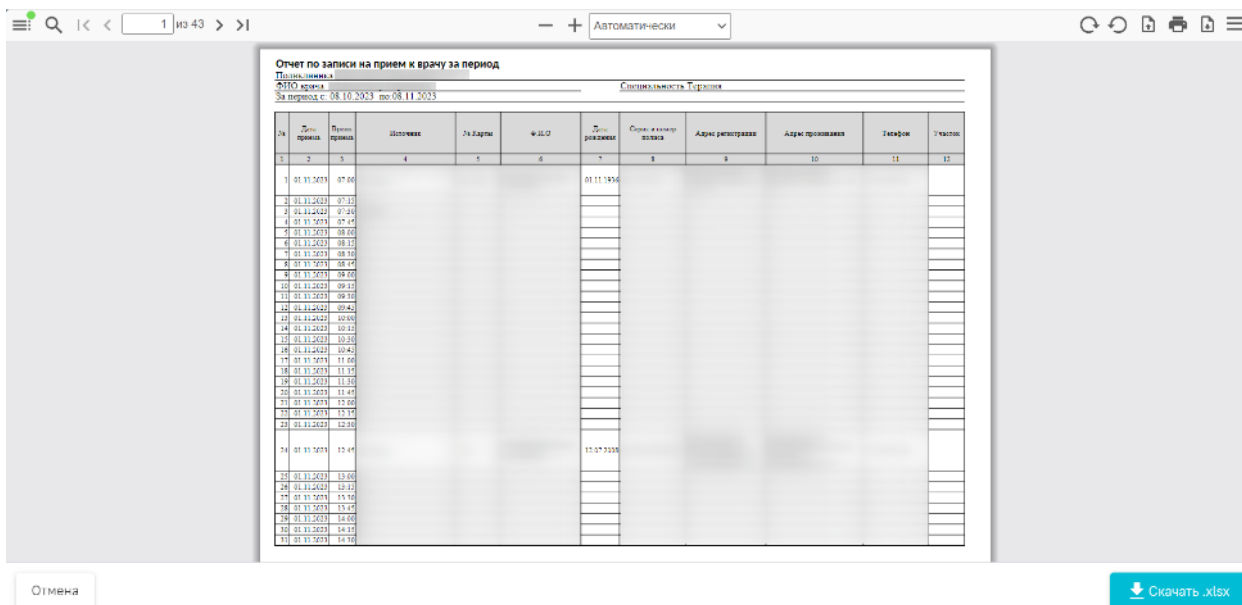 1 из 43
Автоматически
Отчет по записи на прием к врачу за период
Поликлиника
ФИО врача Специальность Терапия
За период с: 08.10.2023 по:08.11.2023
№ Дата приема Время приема Источник № Карты Ф.И.О Дата рождения Серия и номер полиса Адрес регистрации Адрес проживания Телефон Участок
1 2 3 4 5 6 7 8 9 10 11 12
1 01.11.2023 07:00 01.11.1936
2 01.11.2023 07:15
3 01.11.2023 07:30
4 01.11.2023 07:45
5 01.11.2023 08:00
6 01.11.2023 08:15
7 01.11.2023 08:30
8 01.11.2023 08:45
9 01.11.2023 09:00
10 01.11.2023 09:15
11 01.11.2023 09:30
12 01.11.2023 09:45
13 01.11.2023 10:00
14 01.11.2023 10:15
15 01.11.2023 10:30
16 01.11.2023 10:45
17 01.11.2023 11:00
18 01.11.2023 11:15
19 01.11.2023 11:30
20 01.11.2023 11:45
21 01.11.2023 12:00
22 01.11.2023 12:15
23 01.11.2023 12:30
24 01.11.2023 12:45
25 01.11.2023 13:00
26 01.11.2023 13:15
27 01.11.2023 13:30
28 01.11.2023 13:45
29 01.11.2023 14:00
30 01.11.2023 14:15
31 01.11.2023 14:30
Отмена
Скачать .xlsx